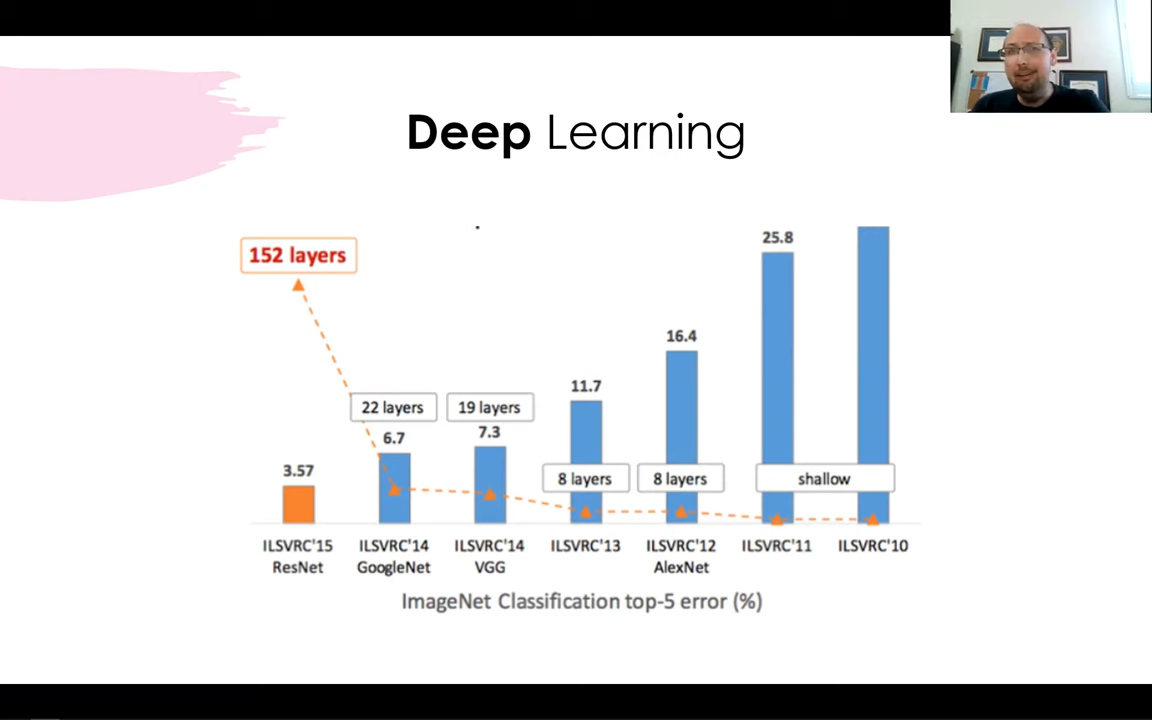 Deep Learning
152 layers
25.8
16.4
11.7
22 layers
19 layers
6.7
7.3
3.57
8 layers
8 layers
shallow
ILSVRC'15
ResNet
ILSVRC'14
GoogleNet
ILSVRC'14
VGG
ILSVRC'13
ILSVRC'12
AlexNet
ILSVRC'11
ILSVRC'10
ImageNet Classification top-5 error (%)